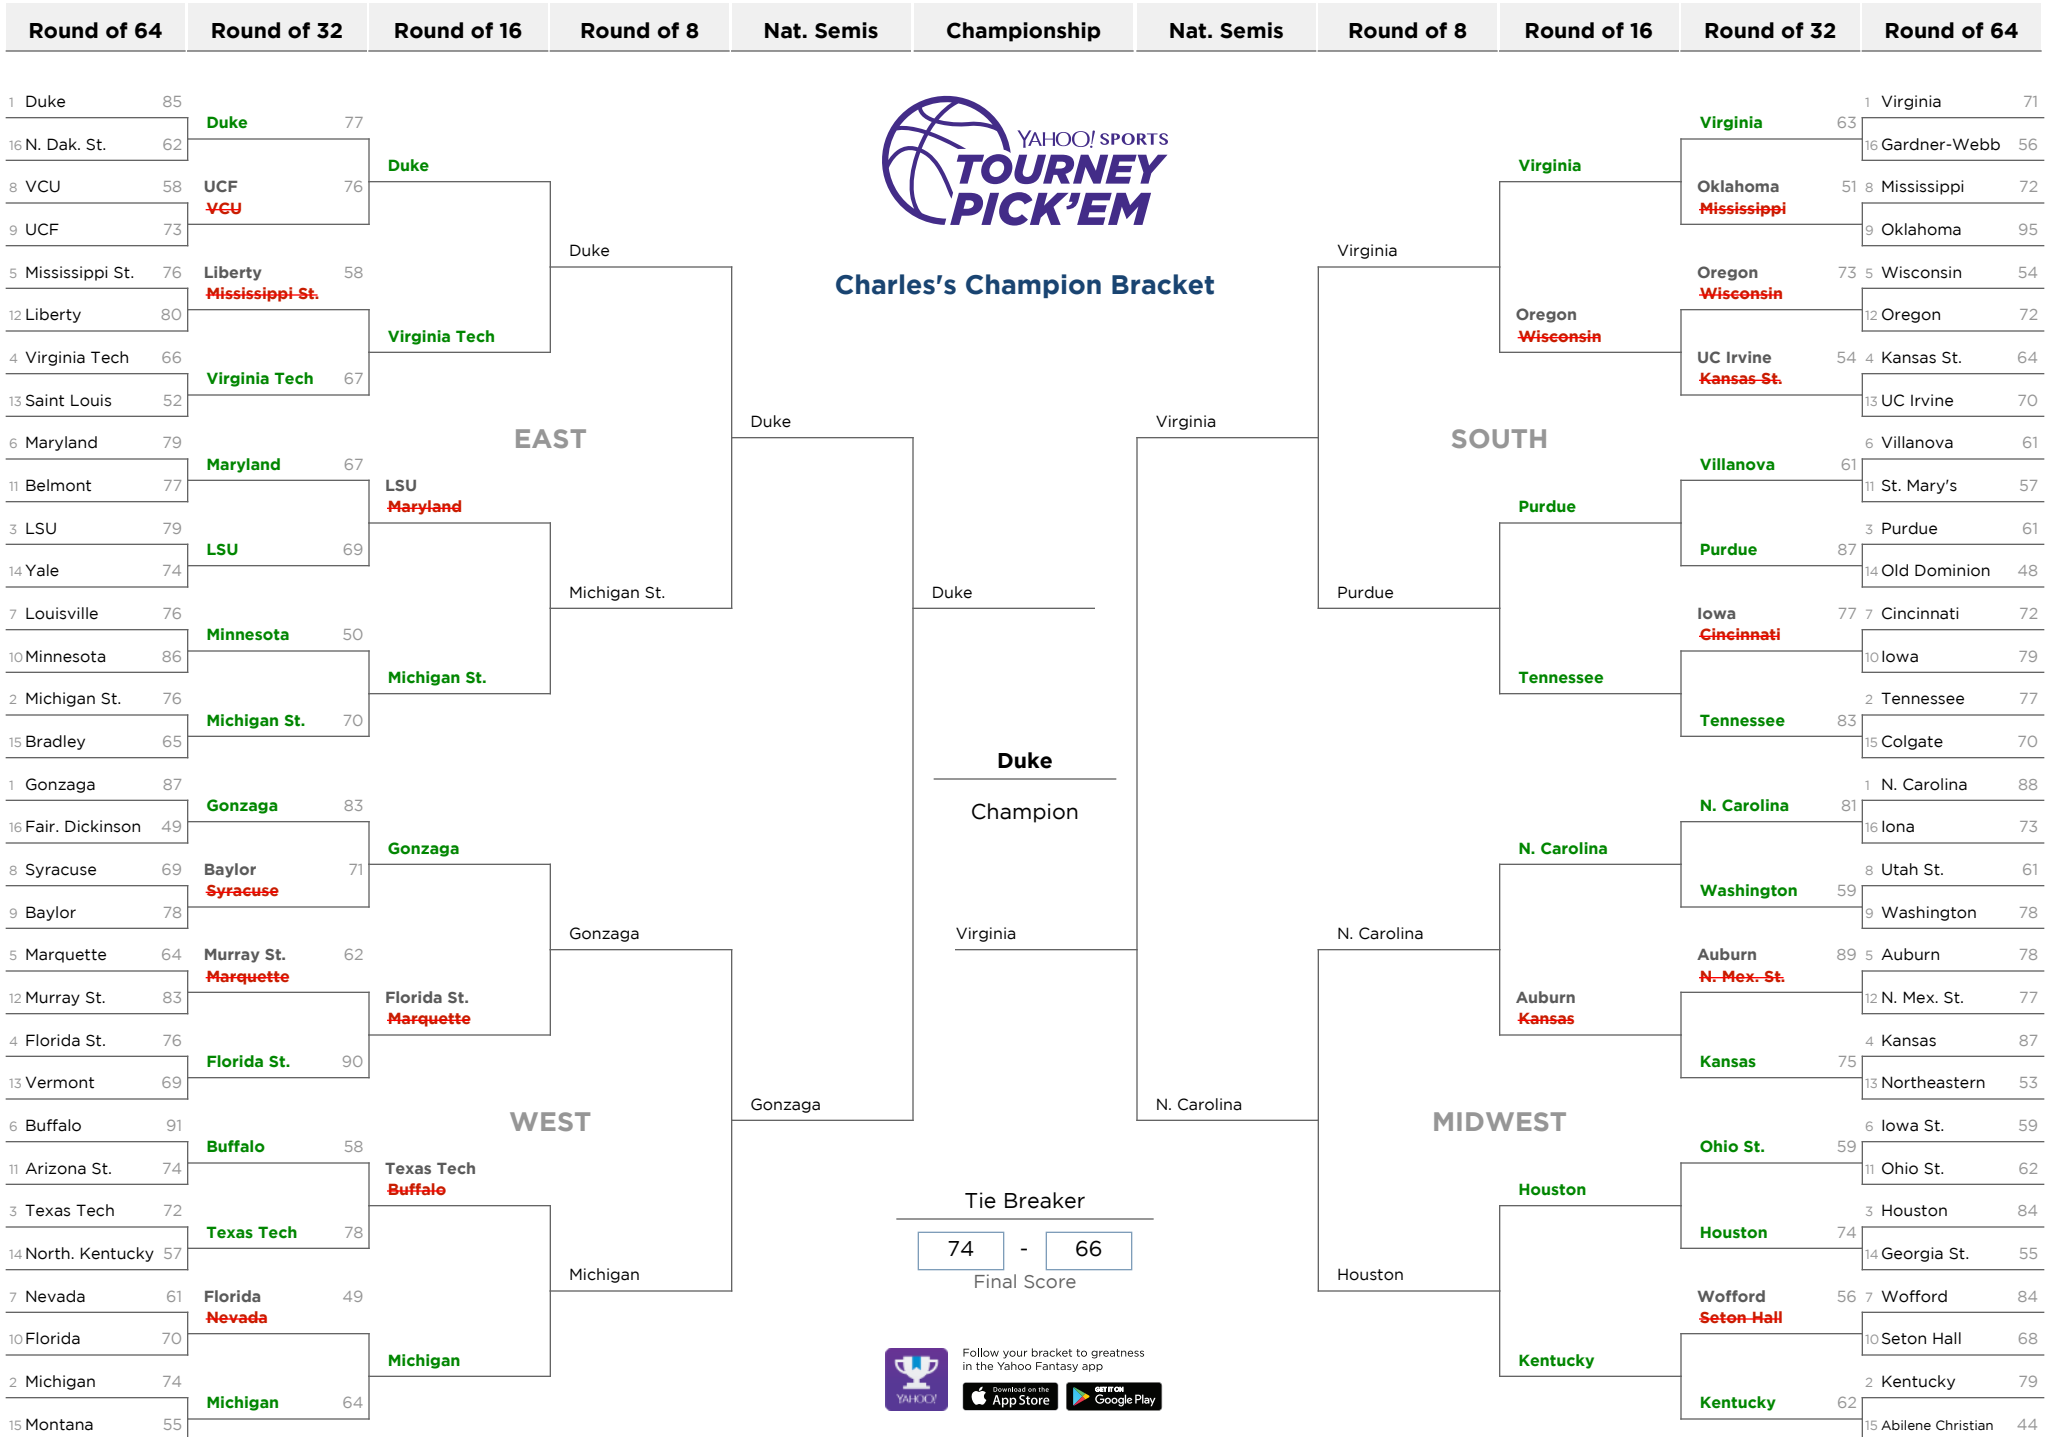 Round of 64 Round of 32 Round of 16 Round of 8 Nat. Semis Championship Nat. Semis Round of 8 Round of 16 Round of 32 Round of 64
1 Duke 85
16 N. Dak. St. 62
8 VCU 58
9 UCF 73
5 Mississippi St. 76
12 Liberty 80
4 Virginia Tech 66
13 Saint Louis 52
6 Maryland 79
11 Belmont 77
3 LSU 79
14 Yale 74
7 Louisville 76
10 Minnesota 86
2 Michigan St. 76
15 Bradley 65
1 Gonzaga 87
16 Fair. Dickinson 49
8 Syracuse 69
9 Baylor 78
5 Marquette 64
12 Murray St. 83
4 Florida St. 76
13 Vermont 69
6 Buffalo 91
11 Arizona St. 74
3 Texas Tech 72
14 North. Kentucky 57
7 Nevada 61
10 Florida 70
2 Michigan 74
15 Montana 55
Duke 77
UCF 76
VCU
Liberty 58
Mississippi St.
Virginia Tech 67
Maryland 67
LSU 69
Minnesota 50
Michigan St. 70
Gonzaga 83
Baylor 71
Syracuse
Murray St. 62
Marquette
Florida St. 90
Buffalo 58
Texas Tech 78
Florida 49
Nevada
Michigan 64
Duke
Virginia Tech
LSU
Maryland
Michigan St.
Gonzaga
Florida St.
Marquette
Texas Tech
Buffalo
Michigan
EAST
WEST
Duke
Michigan St.
Gonzaga
Michigan
Duke
Gonzaga
YAHOO! SPORTS
TOURNEY
PICK'EM
Charles's Champion Bracket
Duke
Duke
Champion
Virginia
Tie Breaker
74 - 66
Final Score
YAHOO!
Follow your bracket to greatness
in the Yahoo Fantasy app
Download on the
App Store
GET IT ON
Google Play
Virginia
N. Carolina
Virginia
Purdue
N. Carolina
Houston
SOUTH
MIDWEST
Virginia
Oregon
Wisconsin
Purdue
Tennessee
N. Carolina
Auburn
Kansas
Houston
Kentucky
Virginia 63
Oklahoma 51
Mississippi
Oregon 73
Wisconsin
UC Irvine 54
Kansas St.
Villanova 61
Purdue 87
Iowa 77
Cincinnati
Tennessee 83
N. Carolina 81
Washington 59
Auburn 89
N. Mex. St.
Kansas 75
Ohio St. 59
Houston 74
Wofford 56
Seton Hall
Kentucky 62
1 Virginia 71
16 Gardner-Webb 56
8 Mississippi 72
9 Oklahoma 95
5 Wisconsin 54
12 Oregon 72
4 Kansas St. 64
13 UC Irvine 70
6 Villanova 61
11 St. Mary's 57
3 Purdue 61
14 Old Dominion 48
7 Cincinnati 72
10 Iowa 79
2 Tennessee 77
15 Colgate 70
1 N. Carolina 88
16 Iona 73
8 Utah St. 61
9 Washington 78
5 Auburn 78
12 N. Mex. St. 77
4 Kansas 87
13 Northeastern 53
6 Iowa St. 59
11 Ohio St. 62
3 Houston 84
14 Georgia St. 55
7 Wofford 84
10 Seton Hall 68
2 Kentucky 79
15 Abilene Christian 44